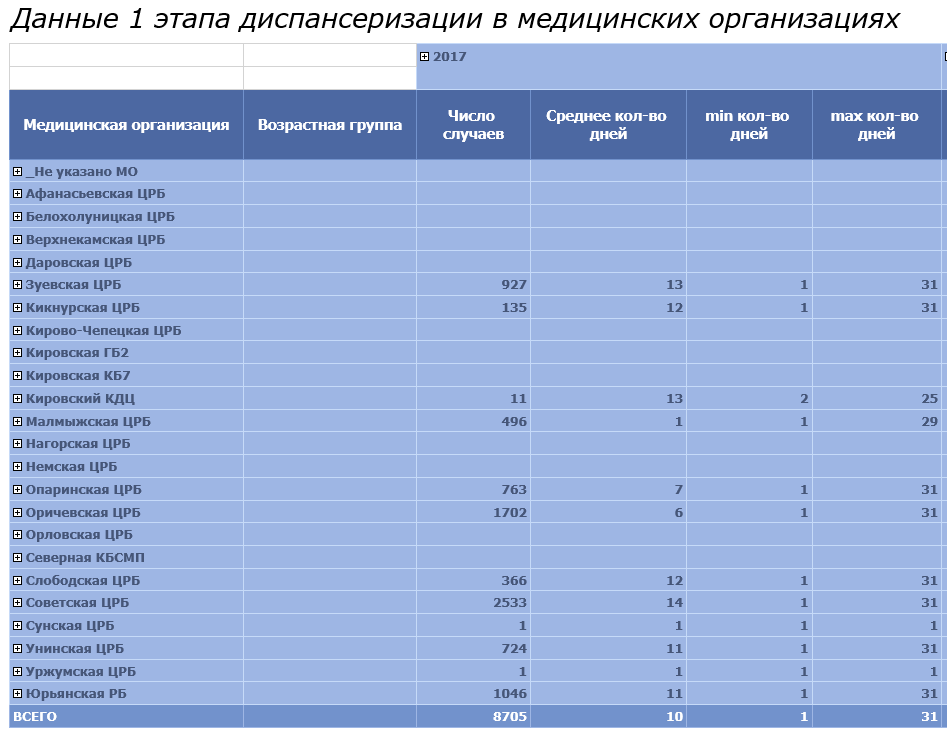 Данные 1 этапа диспансеризации в медицинских организациях
2017
Медицинская организация Возрастная группа Число случаев Среднее кол-во дней min кол-во дней max кол-во дней
_Не указано МО
Афанасьевская ЦРБ
Белохолуницкая ЦРБ
Верхнекамская ЦРБ
Даровская ЦРБ
Зуевская ЦРБ 927 13 1 31
Кикнурская ЦРБ 135 12 1 31
Кирово-Чепецкая ЦРБ
Кировская ГБ2
Кировская КБ7
Кировский КДЦ 11 13 2 25
Малмыжская ЦРБ 496 1 1 29
Нагорская ЦРБ
Немская ЦРБ
Опаринская ЦРБ 763 7 1 31
Оричевская ЦРБ 1702 6 1 31
Орловская ЦРБ
Северная КБСМП
Слободская ЦРБ 366 12 1 31
Советская ЦРБ 2533 14 1 31
Сунская ЦРБ 1 1 1 1
Унинская ЦРБ 724 11 1 31
Уржумская ЦРБ 1 1 1 1
Юрьянская РБ 1046 11 1 31
ВСЕГО 8705 10 1 31